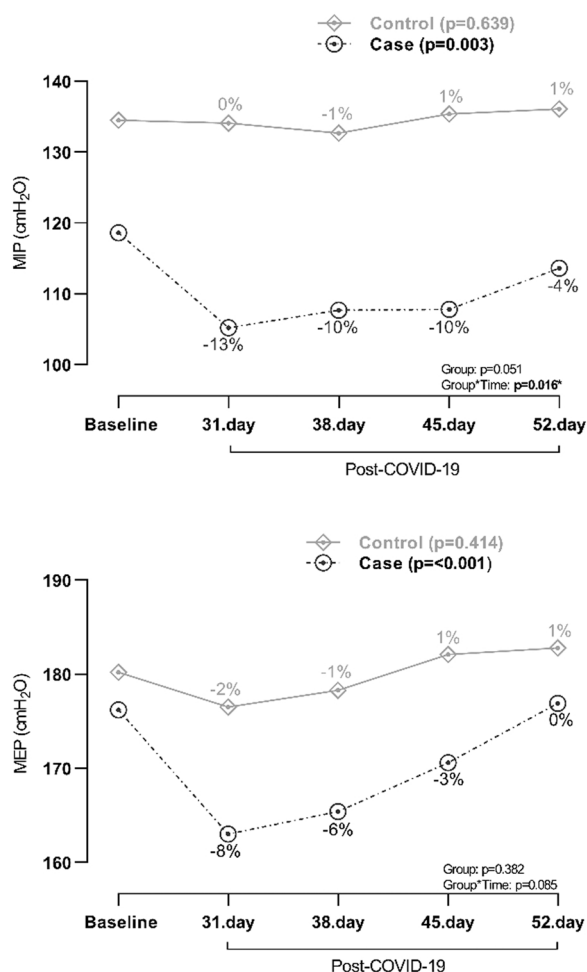 Control (p=0.639)
Case (p=0.003)
140
130
120
110
100
MIP (cmH₂O)
0%
-1%
1%
1%
-13%
-10%
-10%
-4%
Group: p=0.051
Group*Time: p=0.016*
Baseline 31.day 38.day 45.day 52.day
Post-COVID-19
Control (p=0.414)
Case (p=<0.001)
190
180
170
160
MEP (cmH₂O)
-2%
-1%
1%
1%
-8%
-6%
-3%
0%
Group: p=0.382
Group*Time: p=0.085
Baseline 31.day 38.day 45.day 52.day
Post-COVID-19